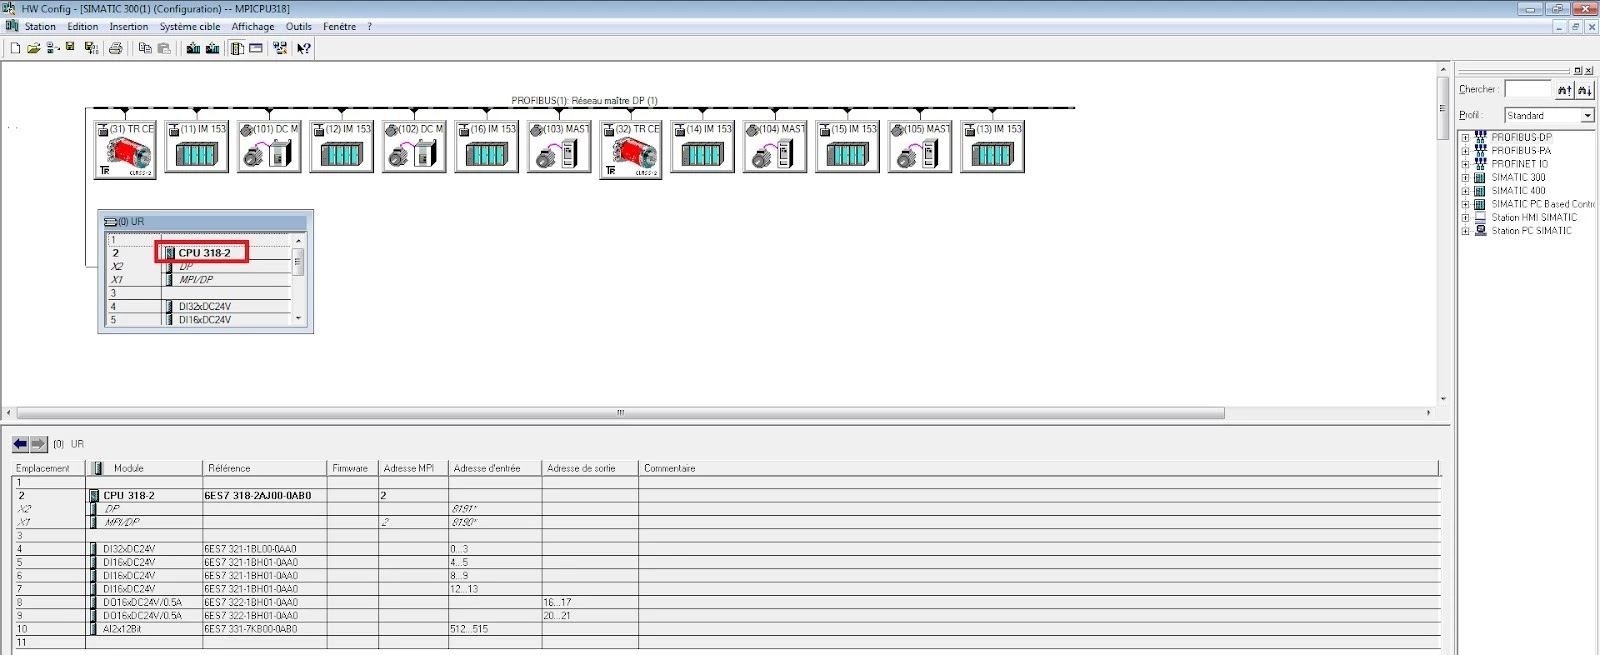 HW Config - [SIMATIC 300(1) (Configuration) -- MPICPU318]
Station Edition Insertion Système cible Affichage Outils Fenêtre ?
PROFIBUS(1): Réseau maître DP (1)
(31) TR CE (11) IM 153 (101) DC M (12) IM 153 (102) DC M (16) IM 153 (103) MAST (32) TR CE (14) IM 153 (104) MAST (15) IM 153 (105) MAST (13) IM 153
TR CLASS-2 TR CLASS-2
(0) UR
1
2 CPU 318-2
X2 DP
X1 MPI/DP
3
4 DI32xDC24V
5 DI16xDC24V
Chercher :
Profil : Standard
PROFIBUS-DP
PROFIBUS-PA
PROFINET IO
SIMATIC 300
SIMATIC 400
SIMATIC PC Based Contro
Station HMI SIMATIC
Station PC SIMATIC
(0) UR
Emplacement Module Référence Firmware Adresse MPI Adresse d'entrée Adresse de sortie Commentaire
1
2 CPU 318-2 6ES7 318-2AJ00-0AB0 2
X2 DP 8191*
X1 MPI/DP 2 8190*
3
4 DI32xDC24V 6ES7 321-1BL00-0AA0 0...3
5 DI16xDC24V 6ES7 321-1BH01-0AA0 4...5
6 DI16xDC24V 6ES7 321-1BH01-0AA0 8...9
7 DI16xDC24V 6ES7 321-1BH01-0AA0 12...13
8 DO16xDC24V/0.5A 6ES7 322-1BH01-0AA0 16...17
9 DO16xDC24V/0.5A 6ES7 322-1BH01-0AA0 20...21
10 AI2x12Bit 6ES7 331-7KB00-0AB0 512...515
11